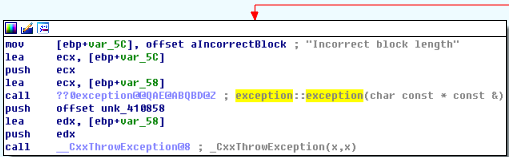 mov [ebp+var_5C], offset aIncorrectBlock ; "Incorrect block length"
lea ecx, [ebp+var_5C]
push ecx
lea ecx, [ebp+var_58]
call ??0exception@@QAE@ABQBD@Z ; exception::exception(char const * const &)
push offset unk_410858
lea edx, [ebp+var_58]
push edx
call __CxxThrowException@8 ; _CxxThrowException(x,x)